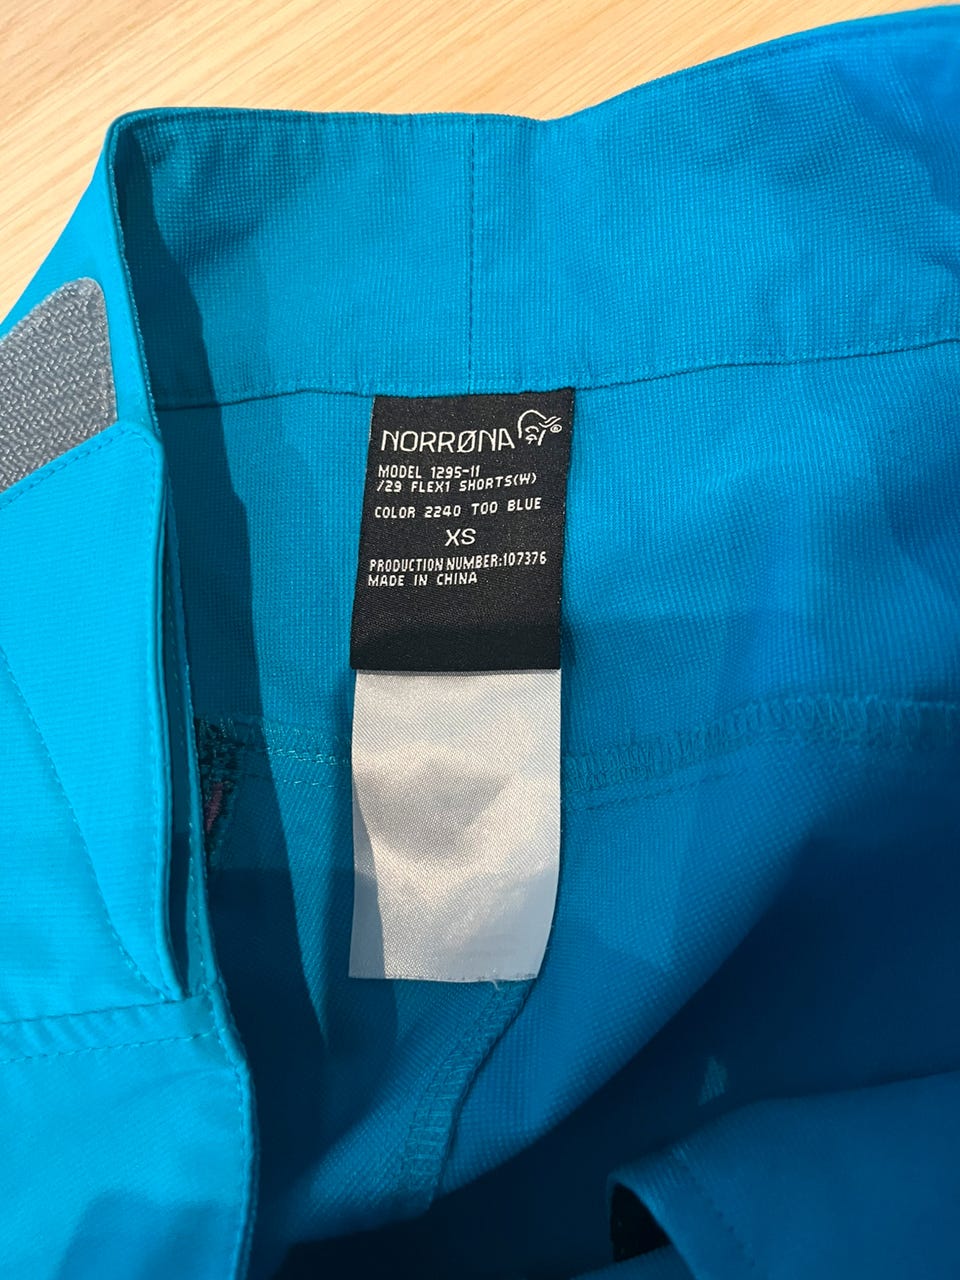 NORRØNA®
MODEL 1295-11
/29 FLEX1 SHORTS(W)
COLOR 2240 TOO BLUE
XS
PRODUCTION NUMBER:107376
MADE IN CHINA